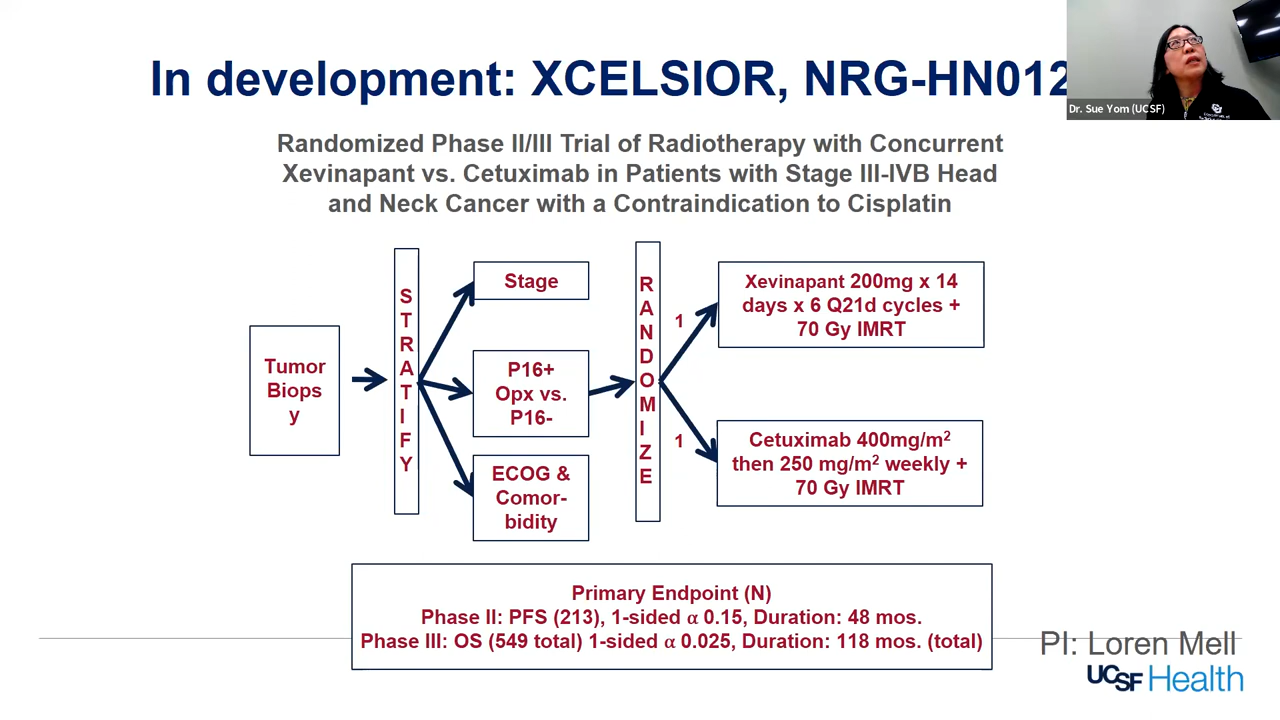 In development: XCELSIOR, NRG-HN012
Dr. Sue Yom (UCSF)
Randomized Phase II/III Trial of Radiotherapy with Concurrent
Xevinapant vs. Cetuximab in Patients with Stage III-IVB Head
and Neck Cancer with a Contraindication to Cisplatin
Tumor
Biops
y
STRATIFY
Stage
P16+
Opx vs.
P16-
ECOG &
Comor-
bidity
RANDOMIZE
1
1
Xevinapant 200mg x 14
days x 6 Q21d cycles +
70 Gy IMRT
Cetuximab 400mg/m²
then 250 mg/m² weekly +
70 Gy IMRT
Primary Endpoint (N)
Phase II: PFS (213), 1-sided α 0.15, Duration: 48 mos.
Phase III: OS (549 total) 1-sided α 0.025, Duration: 118 mos. (total)
PI: Loren Mell
UCSF Health